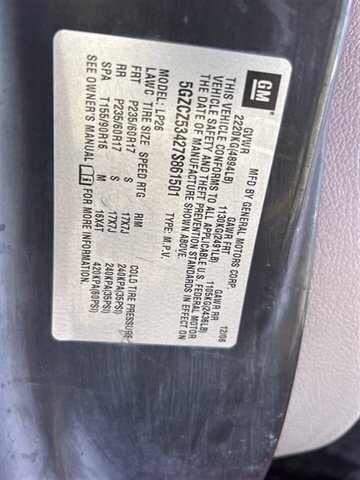 GM
MFD BY GENERAL MOTORS CORP. 12/06
GVWR GAWR FRT GAWR RR
2220KG(4894LB) 1130KG(2491LB) 1105KG(2436LB)
THIS VEHICLE CONFORMS TO ALL APPLICABLE U.S. FEDERAL MOTOR
VEHICLE SAFETY AND THEFT PREVENTION STANDARDS IN EFFECT ON
THE DATE OF MANUFACTURE SHOWN ABOVE.
5GZCZ53427S861501 TYPE: M.P.V.
MODEL: LP26
LAWC TIRE SIZE SPEED RTG RIM COLD TIRE PRESSURE
FRT P235/60R17 S 17X7J 240KPA(35PSI)
RR P235/60R17 S 17X7J 240KPA(35PSI)
SPA T155/90R16 M 16X4T 420KPA(60PSI)
SEE OWNER'S MANUAL FOR MORE INFORMATION.